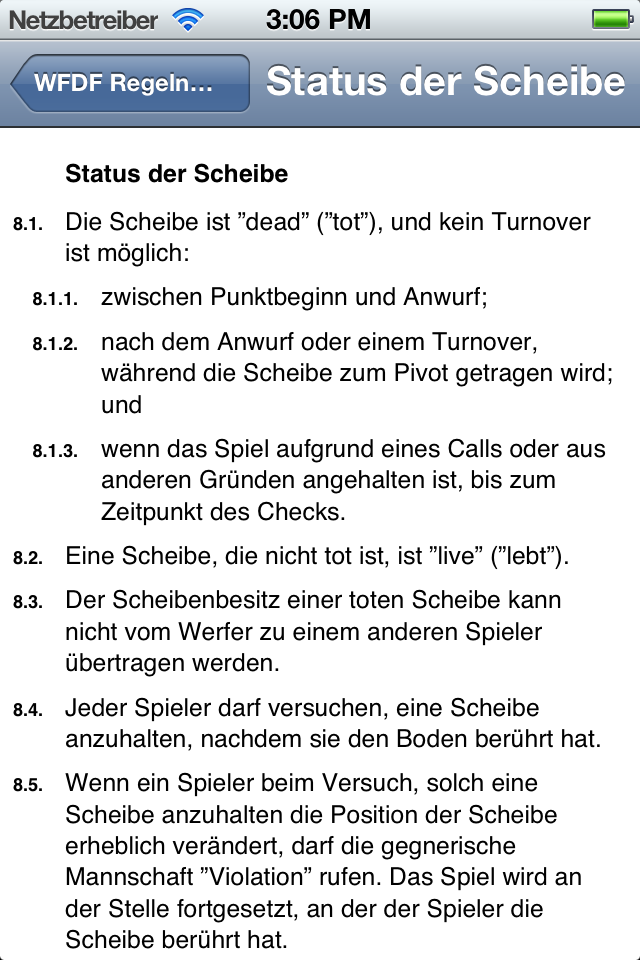 Netzbetreiber 3:06 PM
WFDF Regeln... Status der Scheibe
Status der Scheibe
8.1. Die Scheibe ist ”dead” (”tot”), und kein Turnover
ist möglich:
8.1.1. zwischen Punktbeginn und Anwurf;
8.1.2. nach dem Anwurf oder einem Turnover,
während die Scheibe zum Pivot getragen wird;
und
8.1.3. wenn das Spiel aufgrund eines Calls oder aus
anderen Gründen angehalten ist, bis zum
Zeitpunkt des Checks.
8.2. Eine Scheibe, die nicht tot ist, ist ”live” (”lebt”).
8.3. Der Scheibenbesitz einer toten Scheibe kann
nicht vom Werfer zu einem anderen Spieler
übertragen werden.
8.4. Jeder Spieler darf versuchen, eine Scheibe
anzuhalten, nachdem sie den Boden berührt hat.
8.5. Wenn ein Spieler beim Versuch, solch eine
Scheibe anzuhalten die Position der Scheibe
erheblich verändert, darf die gegnerische
Mannschaft ”Violation” rufen. Das Spiel wird an
der Stelle fortgesetzt, an der der Spieler die
Scheibe berührt hat.